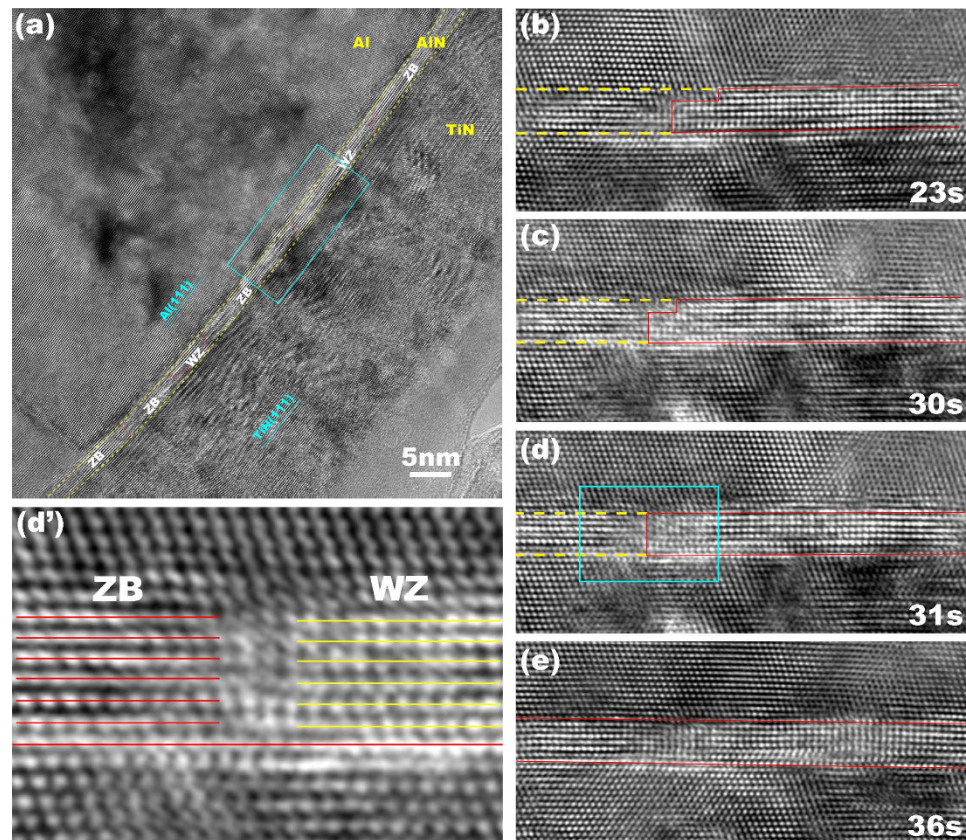 (a)
Al
AlN
ZB
TiN
WZ
ZB
Al(111)
WZ
ZB
TiN(111)
ZB
5nm
(b)
23s
(c)
30s
(d)
31s
(d')
ZB
WZ
(e)
36s